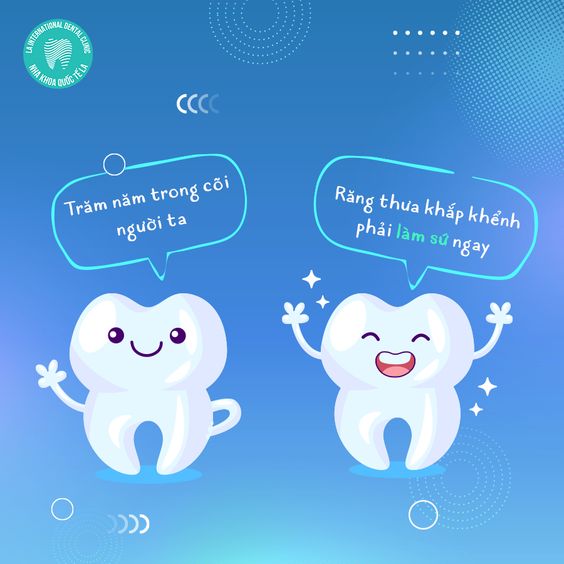 LA INTERNATIONAL DENTAL CLINIC
NHA KHOA QUỐC TẾ LA
Trăm năm trong cõi
người ta
Răng thưa khấp khểnh
phải làm sứ ngay